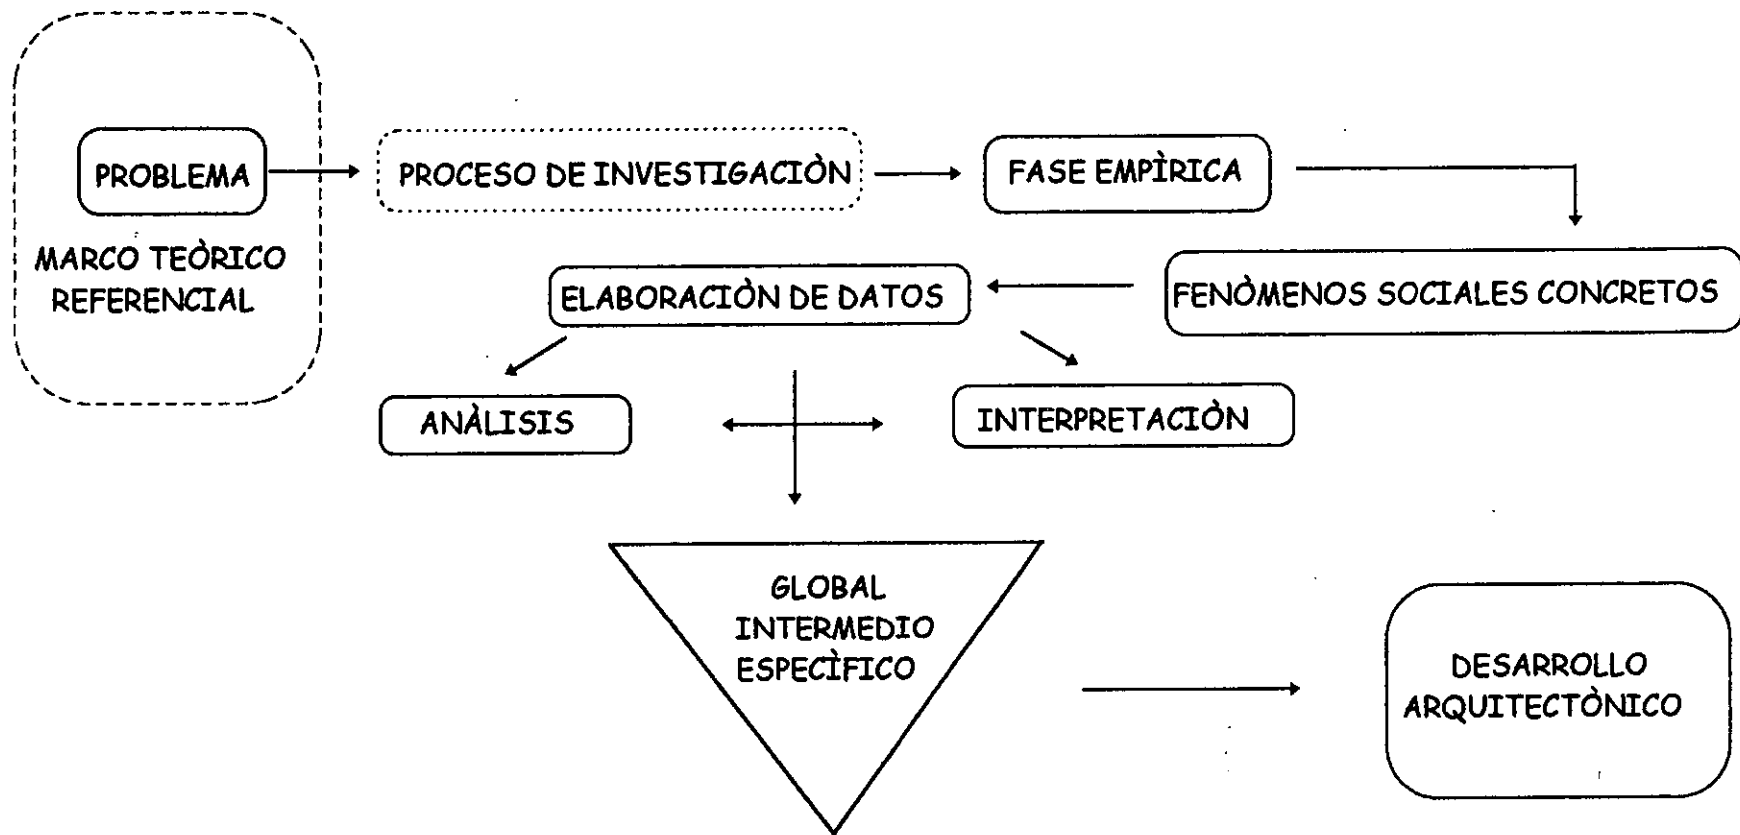 PROBLEMA
MARCO TEÒRICO
REFERENCIAL
PROCESO DE INVESTIGACIÒN
FASE EMPÌRICA
FENÒMENOS SOCIALES CONCRETOS
ELABORACIÒN DE DATOS
ANÀLISIS
INTERPRETACIÒN
GLOBAL
INTERMEDIO
ESPECÌFICO
DESARROLLO
ARQUITECTÒNICO